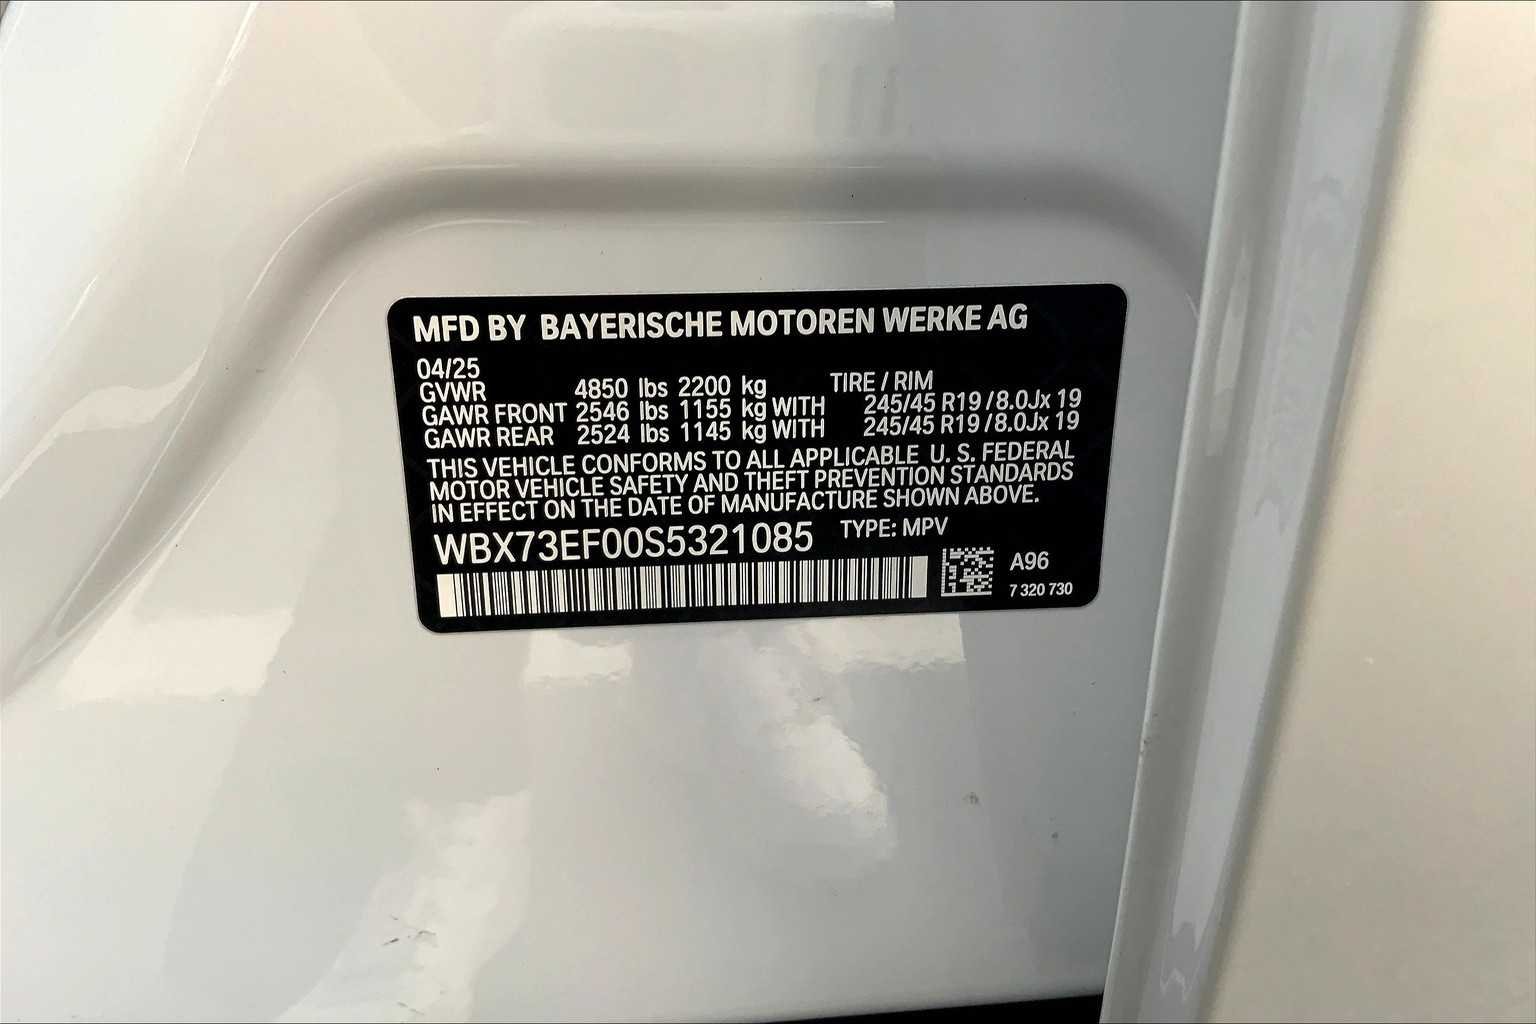 MFD BY BAYERISCHE MOTOREN WERKE AG
04/25
GVWR 4850 lbs 2200 kg TIRE / RIM
GAWR FRONT 2546 lbs 1155 kg WITH 245/45 R19 / 8.0Jx 19
GAWR REAR 2524 lbs 1145 kg WITH 245/45 R19 / 8.0Jx 19
THIS VEHICLE CONFORMS TO ALL APPLICABLE U. S. FEDERAL
MOTOR VEHICLE SAFETY AND THEFT PREVENTION STANDARDS
IN EFFECT ON THE DATE OF MANUFACTURE SHOWN ABOVE.
WBX73EF00S5321085 TYPE: MPV
A96
7 320 730